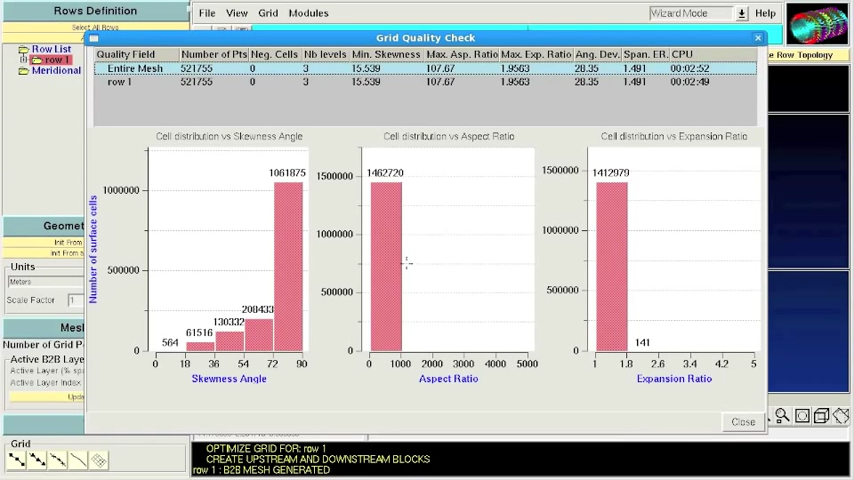 Rows Definition
File View Grid Modules
Wizard Mode
Help
Select All Rows
Grid Quality Check
Row List
row 1
Meridional
Quality Field Number of Pts Neg. Cells Nb levels Min. Skewness Max. Asp. Ratio Max. Exp. Ratio Ang. Dev. Span. ER. CPU
Entire Mesh 521755 0 3 15.539 107.67 1.9563 28.35 1.491 00:02:52
row 1 521755 0 3 15.539 107.67 1.9563 28.35 1.491 00:02:49
e Row Topology
Cell distribution vs Skewness Angle
Number of surface cells
1000000
500000
0
564
61516
130332
208433
1061875
0 18 36 54 72 90
Skewness Angle
Cell distribution vs Aspect Ratio
1500000
1000000
500000
0
1462720
0 1000 2000 3000 4000 5000
Aspect Ratio
Cell distribution vs Expansion Ratio
1500000
1000000
500000
0
1412979
141
1 1.8 2.6 3.4 4.2 5
Expansion Ratio
Geomet
Init From
Init From s
Units
Meters
Scale Factor 1
Mesh
Number of Grid P
Active B2B Laye
Active Layer (% sp
Active Layer Index
Upda
Close
Grid
OPTIMIZE GRID FOR: row 1
CREATE UPSTREAM AND DOWNSTREAM BLOCKS
row 1 : B2B MESH GENERATED